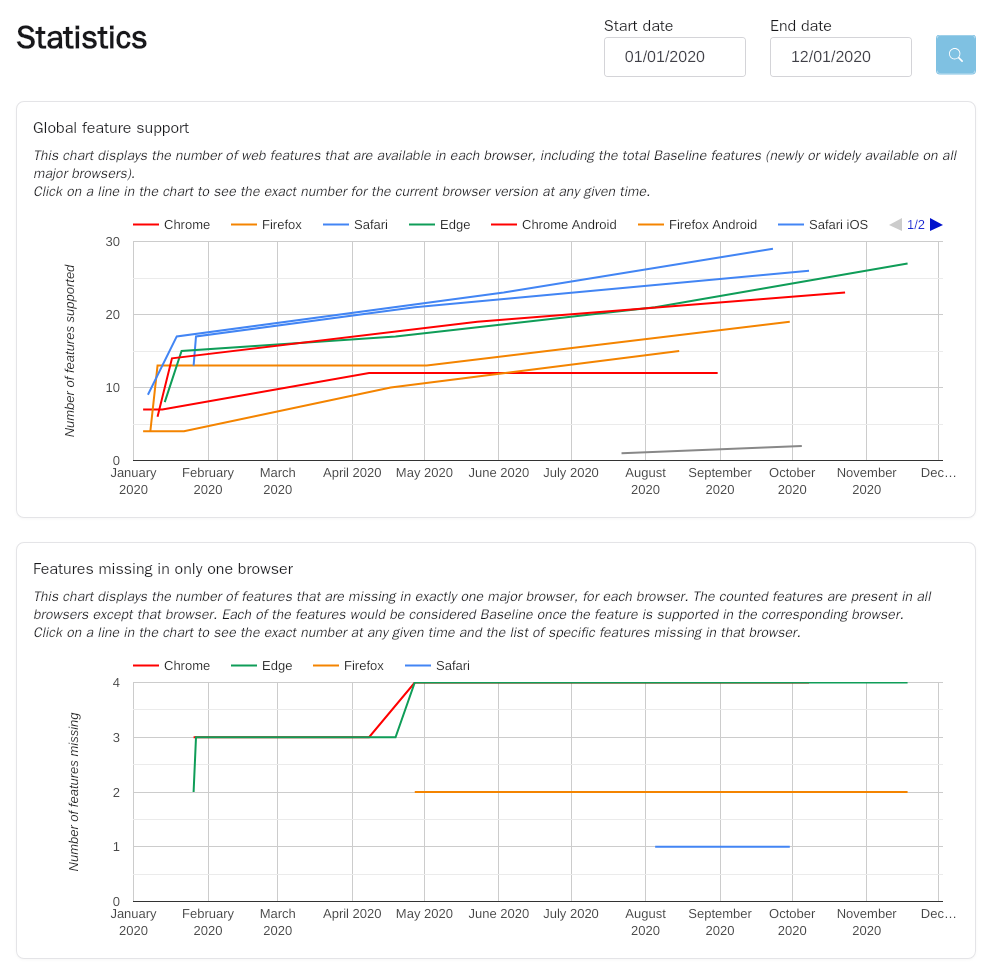 Statistics
Start date
End date
01/01/2020
12/01/2020
Global feature support
This chart displays the number of web features that are available in each browser, including the total Baseline features (newly or widely available on all
major browsers).
Click on a line in the chart to see the exact number for the current browser version at any given time.
Chrome Firefox Safari Edge Chrome Android Firefox Android Safari iOS 1/2
Number of features supported
30
20
10
0
January 2020
February 2020
March 2020
April 2020
May 2020
June 2020
July 2020
August 2020
September 2020
October 2020
November 2020
Dec...
Features missing in only one browser
This chart displays the number of features that are missing in exactly one major browser, for each browser. The counted features are present in all
browsers except that browser. Each of the features would be considered Baseline once the feature is supported in the corresponding browser.
Click on a line in the chart to see the exact number at any given time and the list of specific features missing in that browser.
Chrome Edge Firefox Safari
Number of features missing
4
3
2
1
0
January 2020
February 2020
March 2020
April 2020
May 2020
June 2020
July 2020
August 2020
September 2020
October 2020
November 2020
Dec...